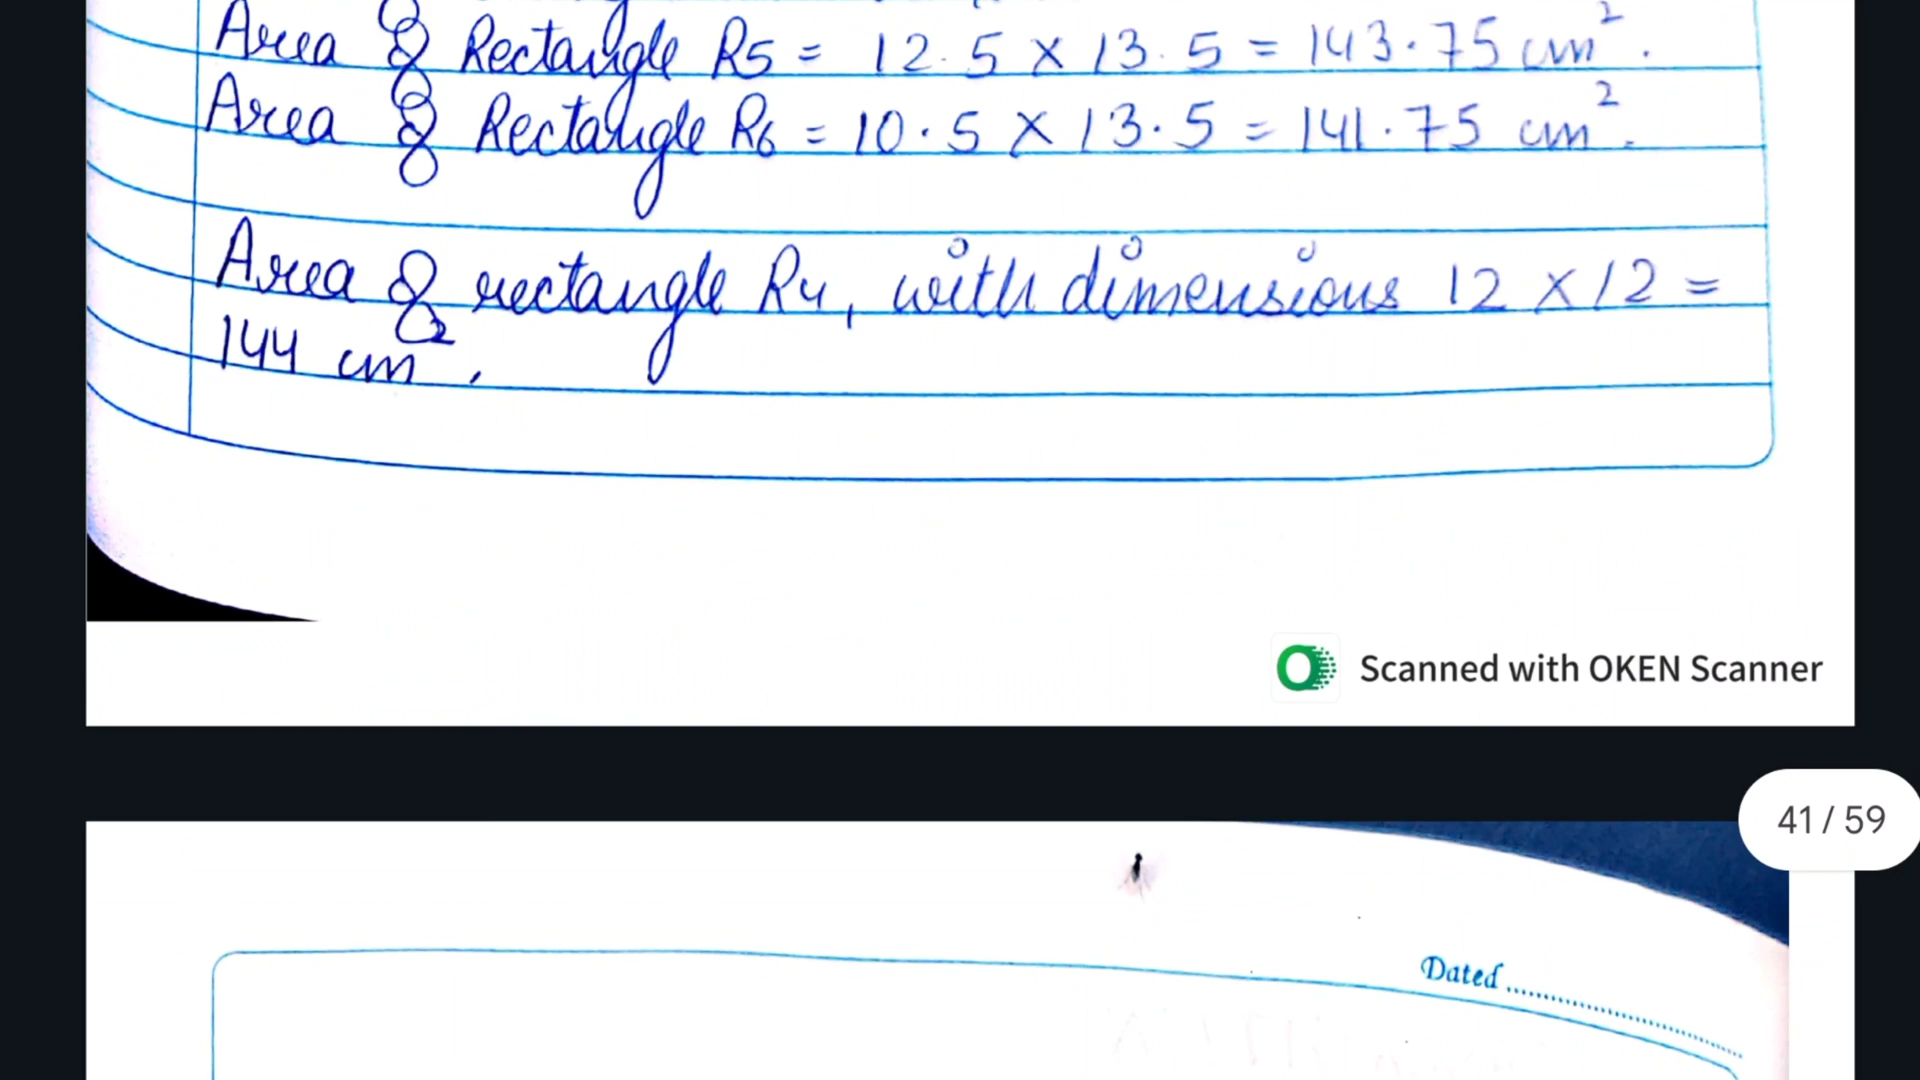 Area of Rectangle R5 = 12.5 × 13.5 = 143.75 cm².
Area of Rectangle R6 = 10.5 × 13.5 = 141.75 cm².
Area of rectangle R4, with dimensions 12 × 12 =
144 cm².
Scanned with OKEN Scanner
41 / 59
Dated ..............................